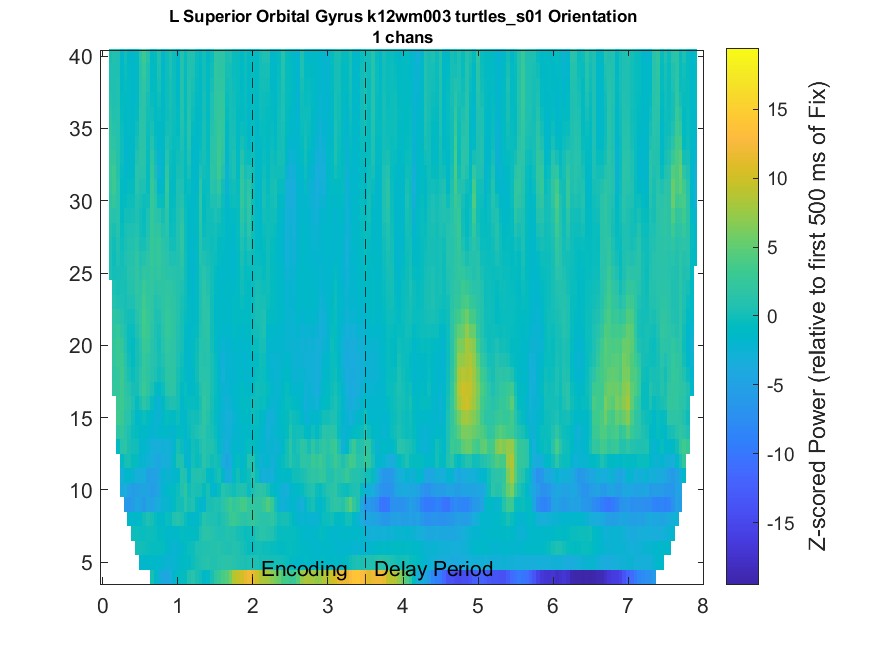 L Superior Orbital Gyrus k12wm003 turtles_s01 Orientation
1 chans
40
35
30
25
20
15
10
5
0 1 2 3 4 5 6 7 8
Encoding
Delay Period
15
10
5
0
-5
-10
-15
Z-scored Power (relative to first 500 ms of Fix)